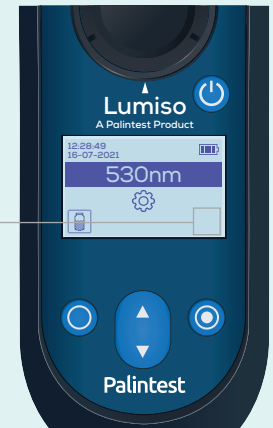 Lumiso
A Palintest Product
12:28:49
16-07-2021
530nm
Palintest